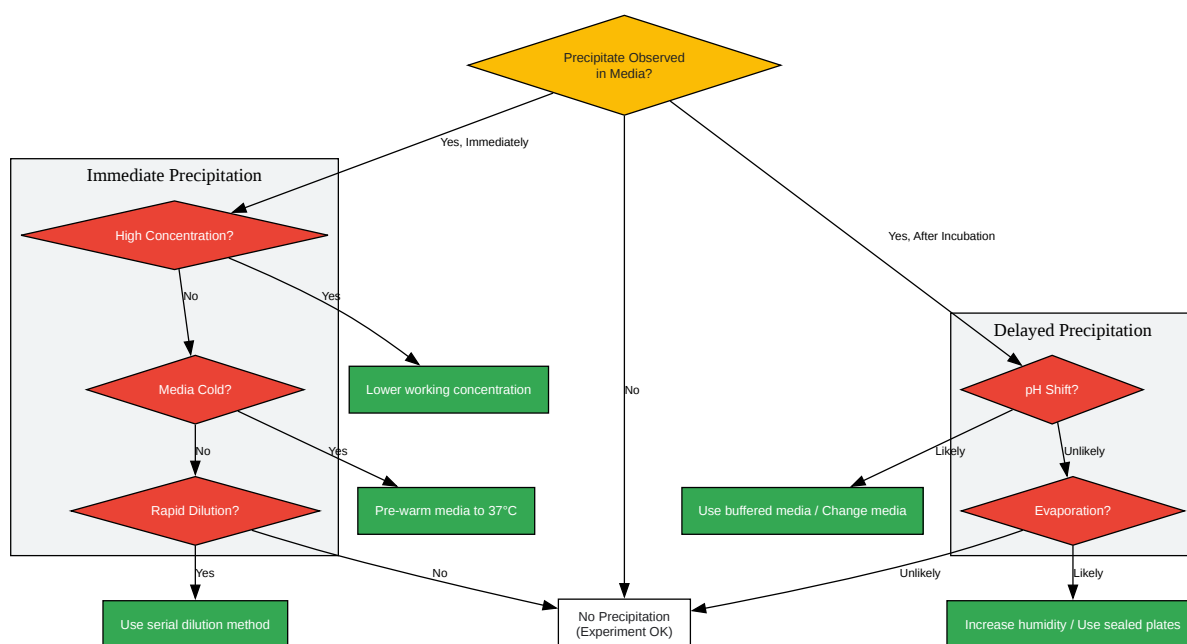 Precipitate Observed
in Media?
Yes, Immediately
Immediate Precipitation
High Concentration?
Yes, After Incubation
No
Yes
Delayed Precipitation
Media Cold?
Lower working concentration
No
pH Shift?
No
Yes
Likely
Unlikely
Rapid Dilution?
Pre-warm media to 37°C
Use buffered media / Change media
Evaporation?
Yes
No
Unlikely
Likely
Use serial dilution method
No Precipitation
(Experiment OK)
Increase humidity / Use sealed plates